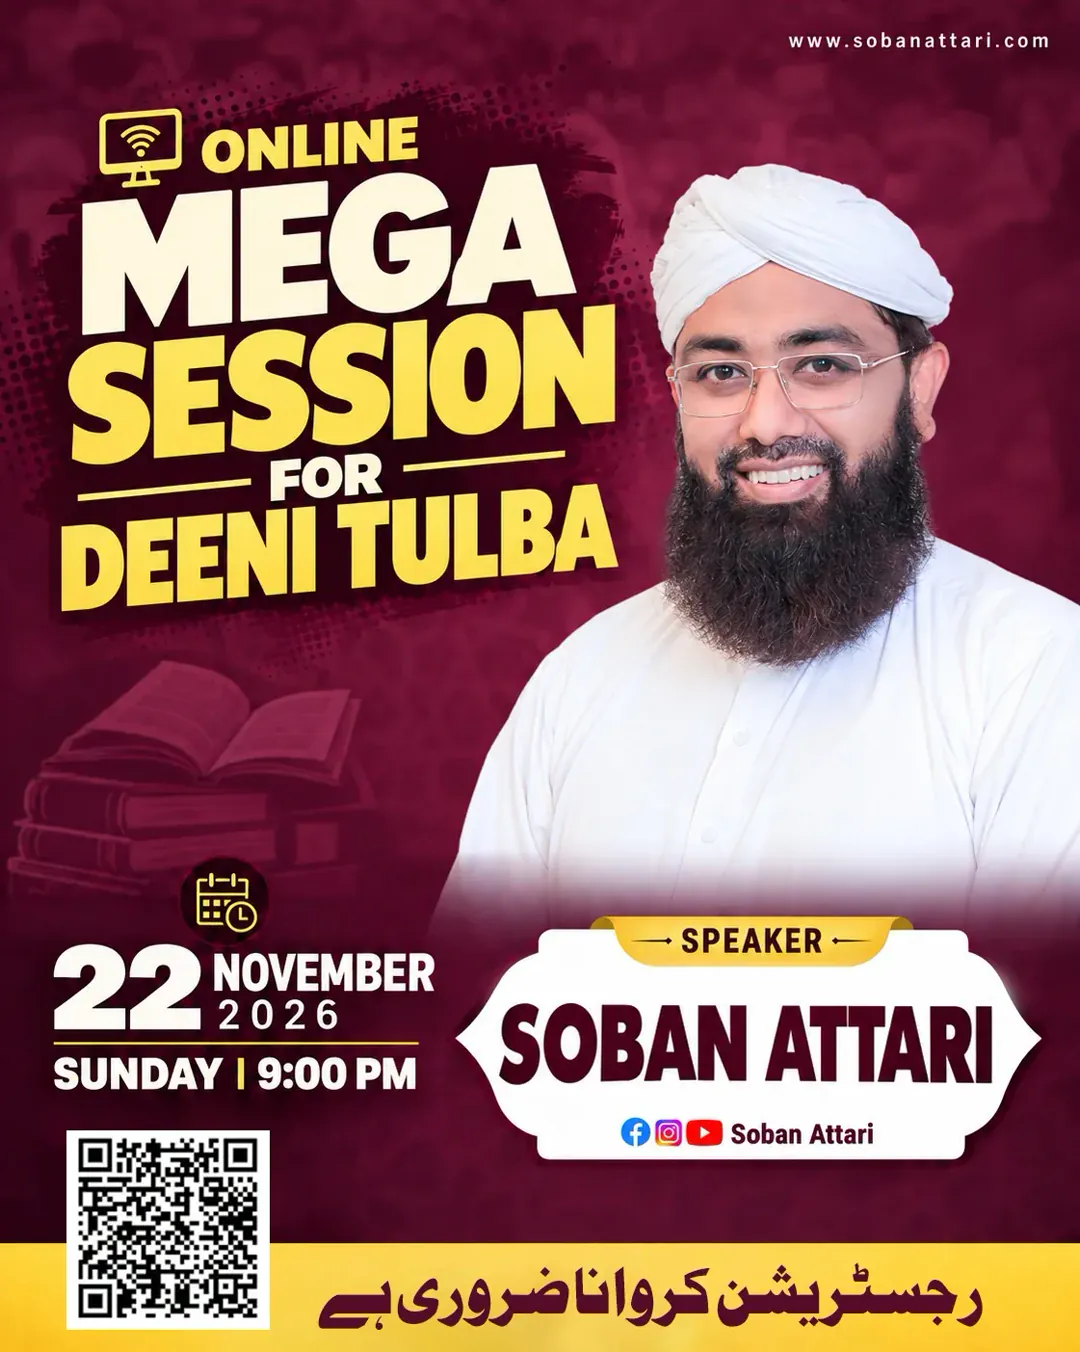 www.sobanattari.com
ONLINE
MEGA
SESSION
FOR
DEENI TULBA
22 NOVEMBER
2026
SUNDAY | 9:00 PM
SPEAKER
SOBAN ATTARI
Soban Attari
رجسٹریشن کروانا ضروری ہے